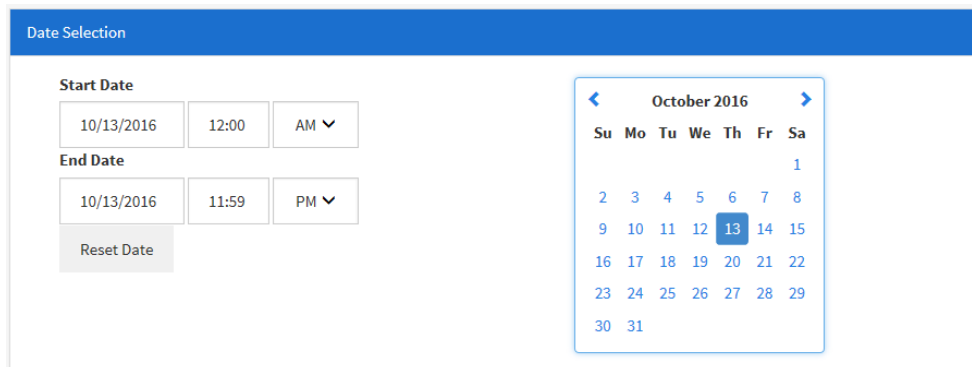 Date Selection
Start Date
10/13/2016 12:00 AM
End Date
10/13/2016 11:59 PM
Reset Date
October 2016
Su Mo Tu We Th Fr Sa
1
2 3 4 5 6 7 8
9 10 11 12 13 14 15
16 17 18 19 20 21 22
23 24 25 26 27 28 29
30 31